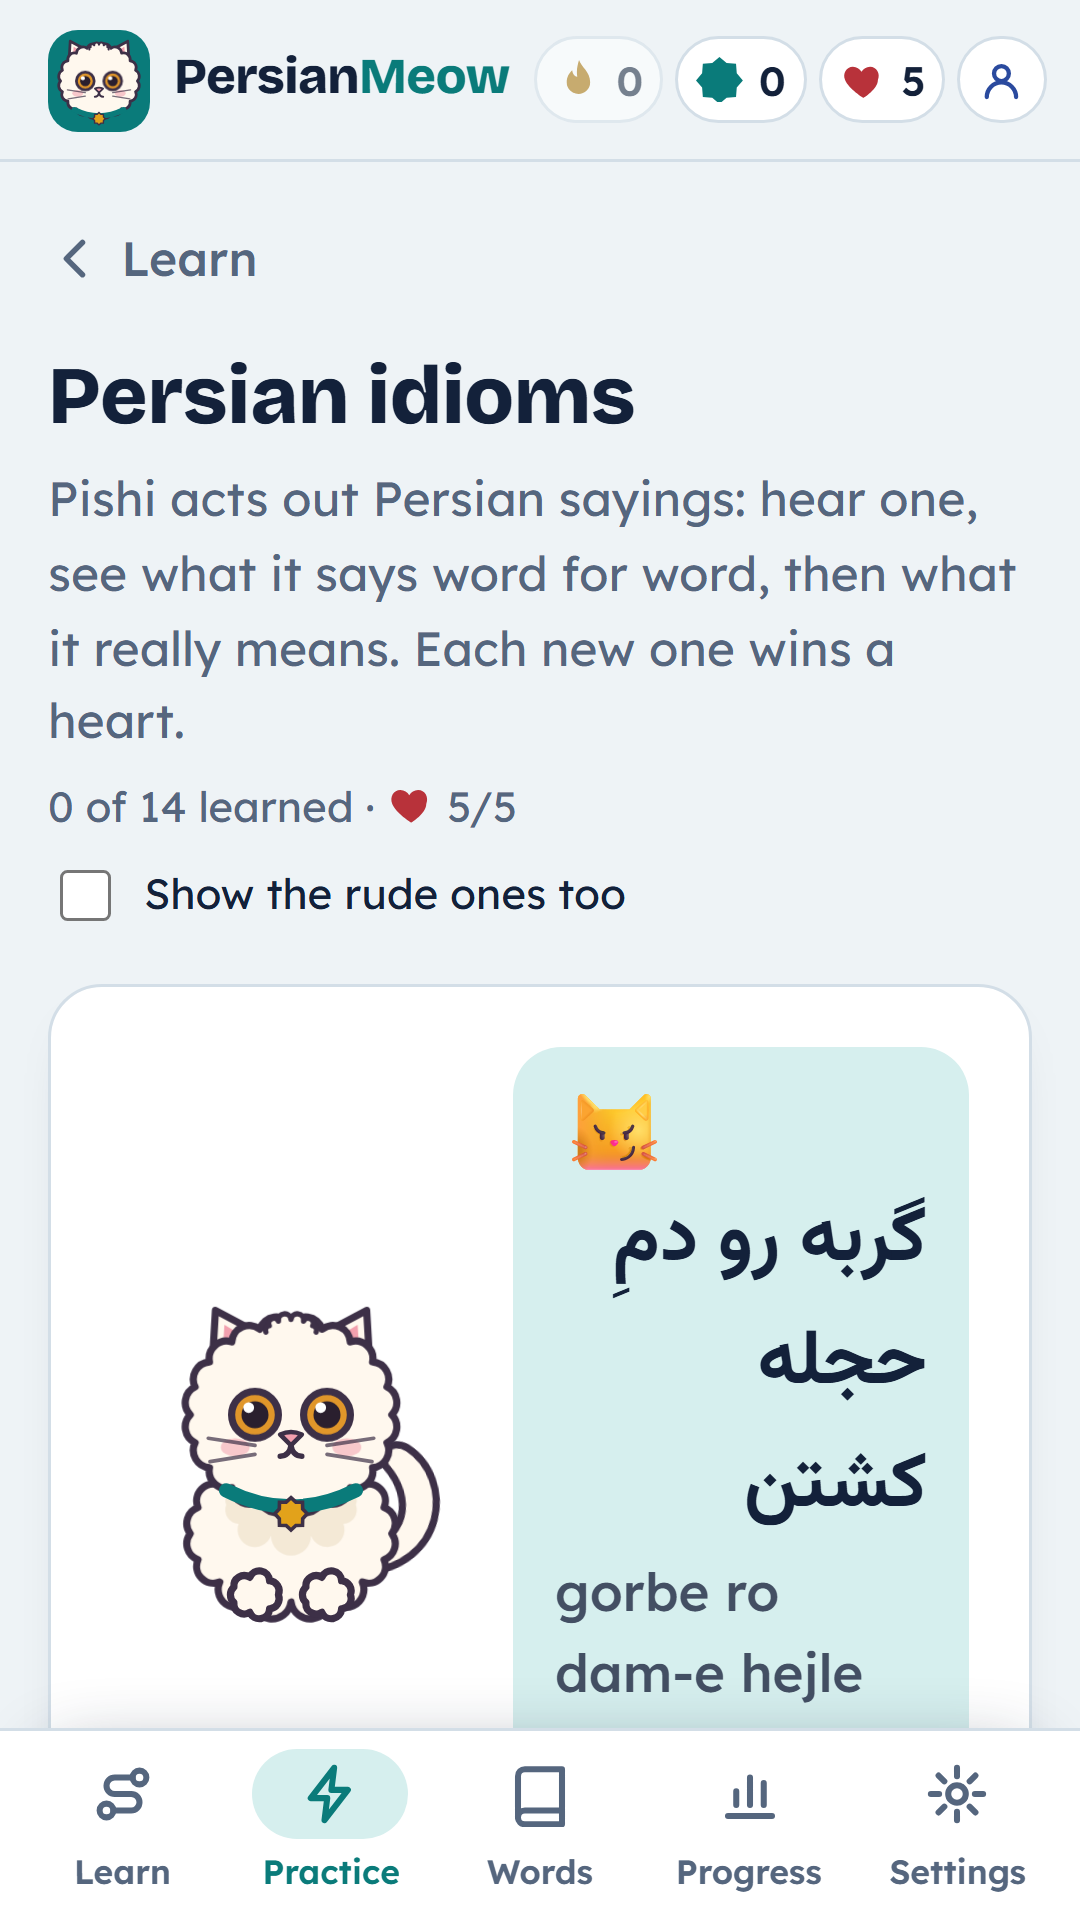 PersianMeow 0 0 5
Learn
Persian idioms
Pishi acts out Persian sayings: hear one,
see what it says word for word, then what
it really means. Each new one wins a
heart.
0 of 14 learned · 5/5
Show the rude ones too
گربه رو دمِ
حجله
کشتن
gorbe ro
dam-e hejle
Learn Practice Words Progress Settings